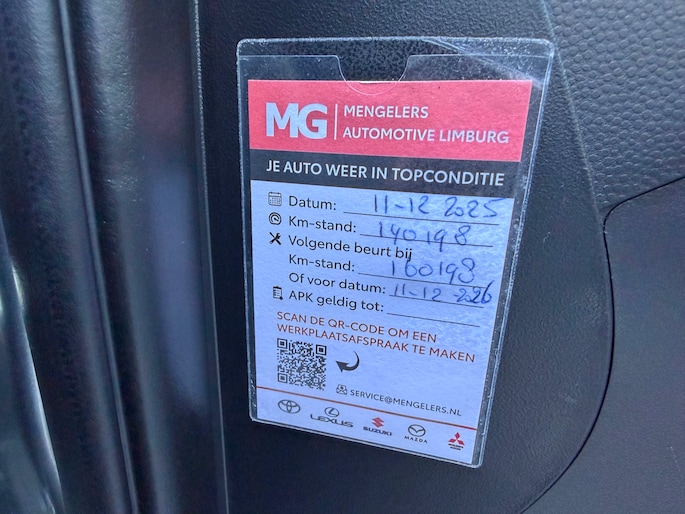 MG MENGELERS
AUTOMOTIVE LIMBURG
JE AUTO WEER IN TOPCONDITIE
Datum: 11-12 2025
Km-stand: 140198
Volgende beurt bij
Km-stand: 160198
Of voor datum: 11-12-2026
APK geldig tot:
SCAN DE QR-CODE OM EEN
WERKPLAATSAFSPRAAK TE MAKEN
SERVICE@MENGELERS.NL
LEXUS SUZUKI MAZDA